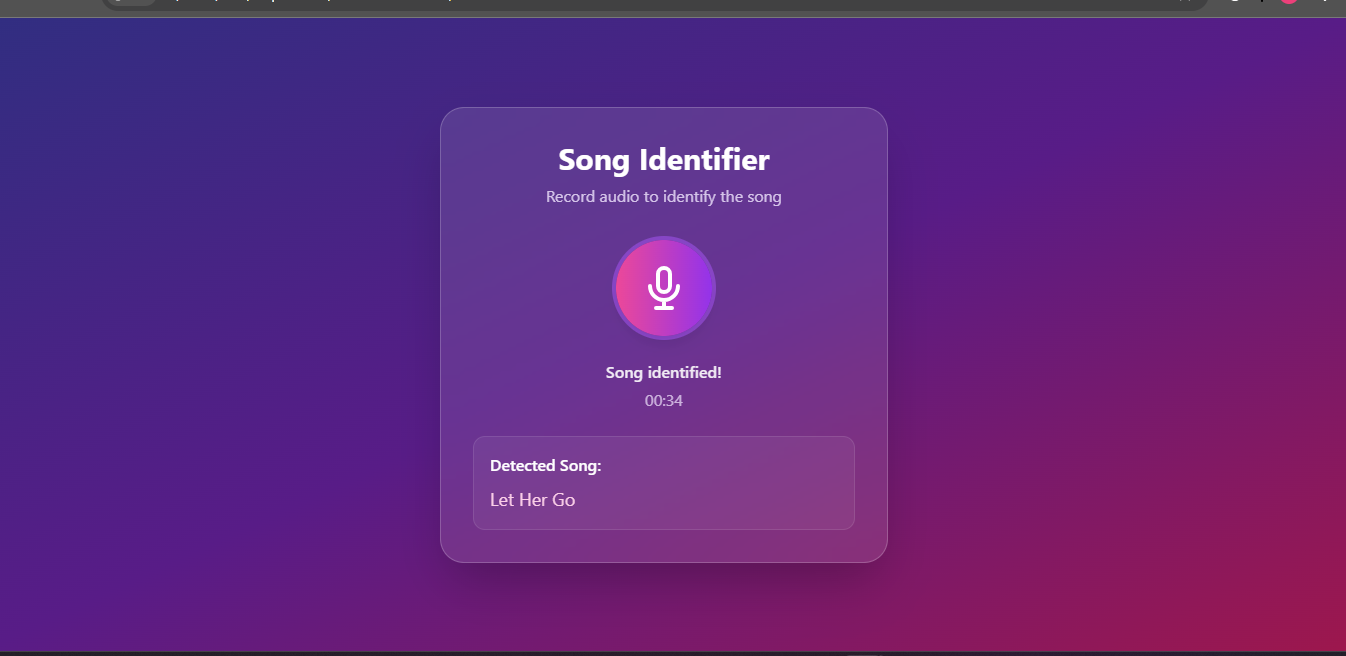 Song Identifier
Record audio to identify the song
Song identified!
00:34
Detected Song:
Let Her Go